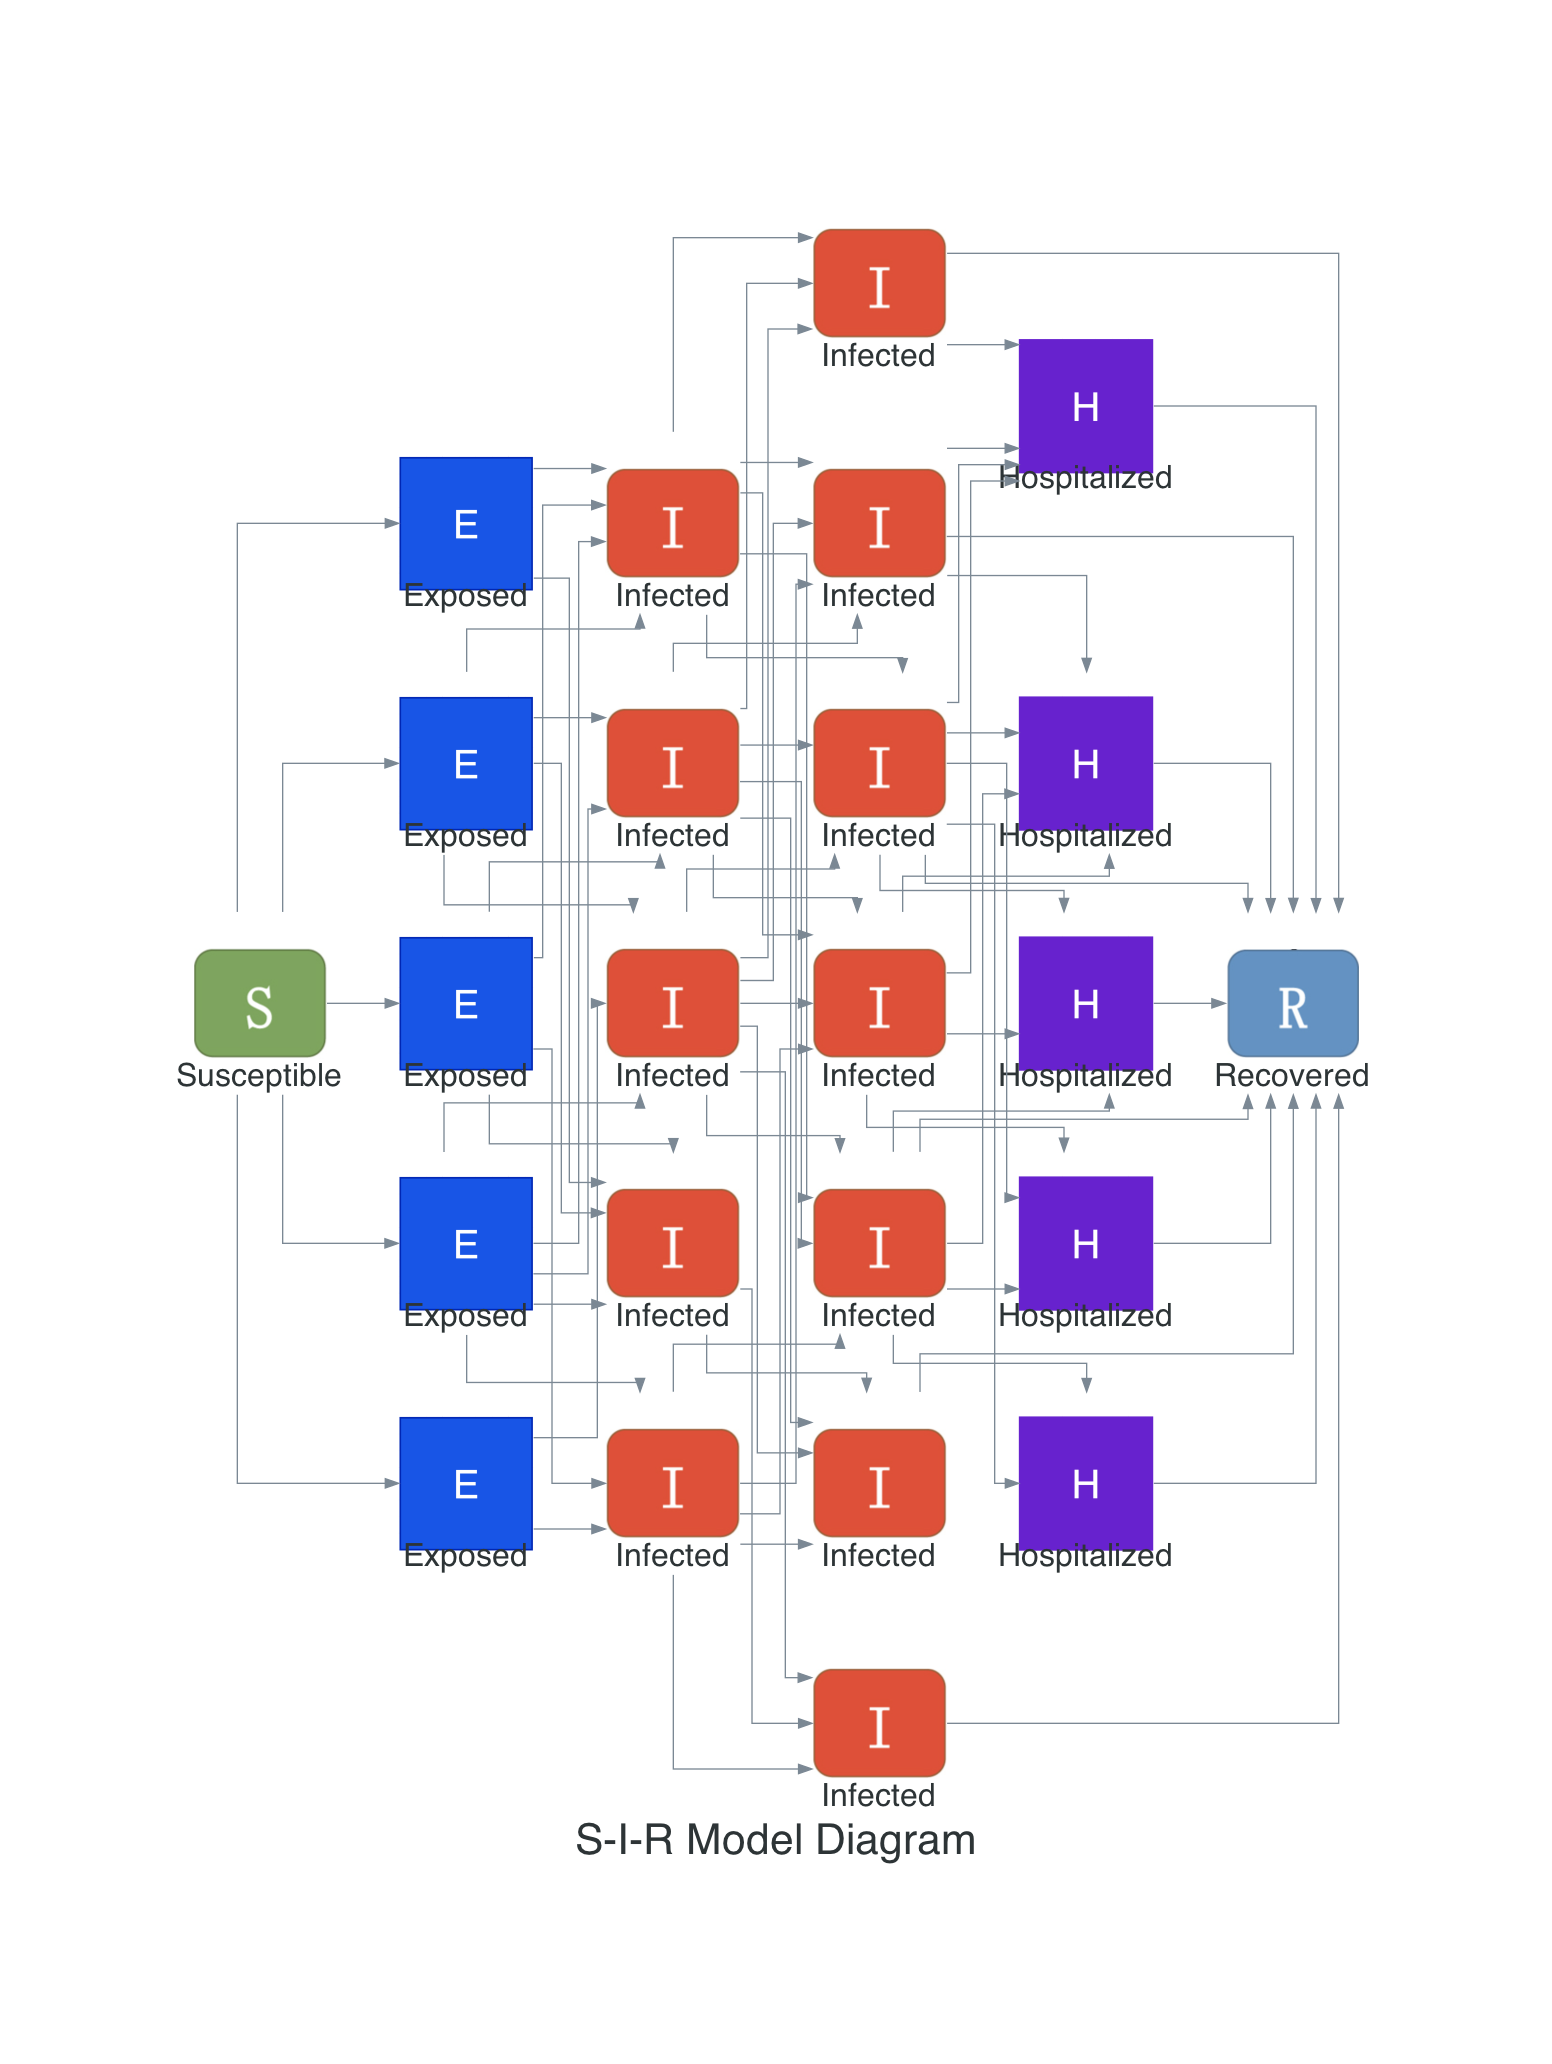 I
Infected
H
Hospitalized
E
Exposed
I
Infected
I
Infected
E
Exposed
I
Infected
I
Infected
H
Hospitalized
S
Susceptible
E
Exposed
I
Infected
I
Infected
H
Hospitalized
R
Recovered
E
Exposed
I
Infected
I
Infected
H
Hospitalized
E
Exposed
I
Infected
I
Infected
H
Hospitalized
I
Infected
S-I-R Model Diagram